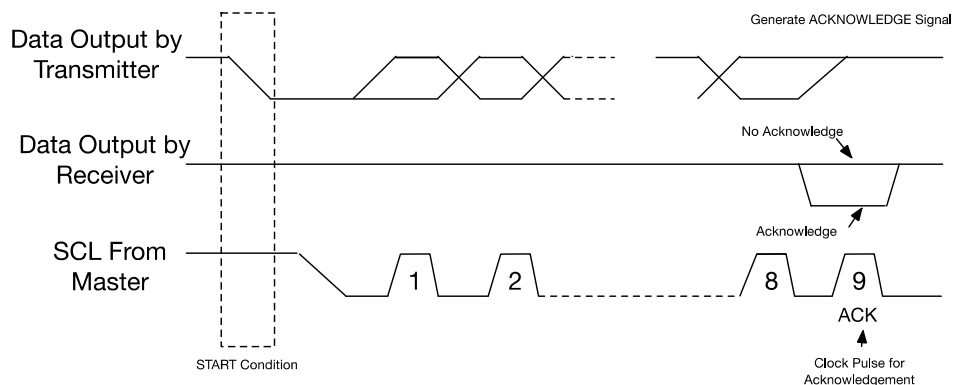 Generate ACKNOWLEDGE Signal
Data Output by
Transmitter
Data Output by
Receiver
No Acknowledge
Acknowledge
SCL From
Master
1
2
8
9
ACK
START Condition
Clock Pulse for
Acknowledgement